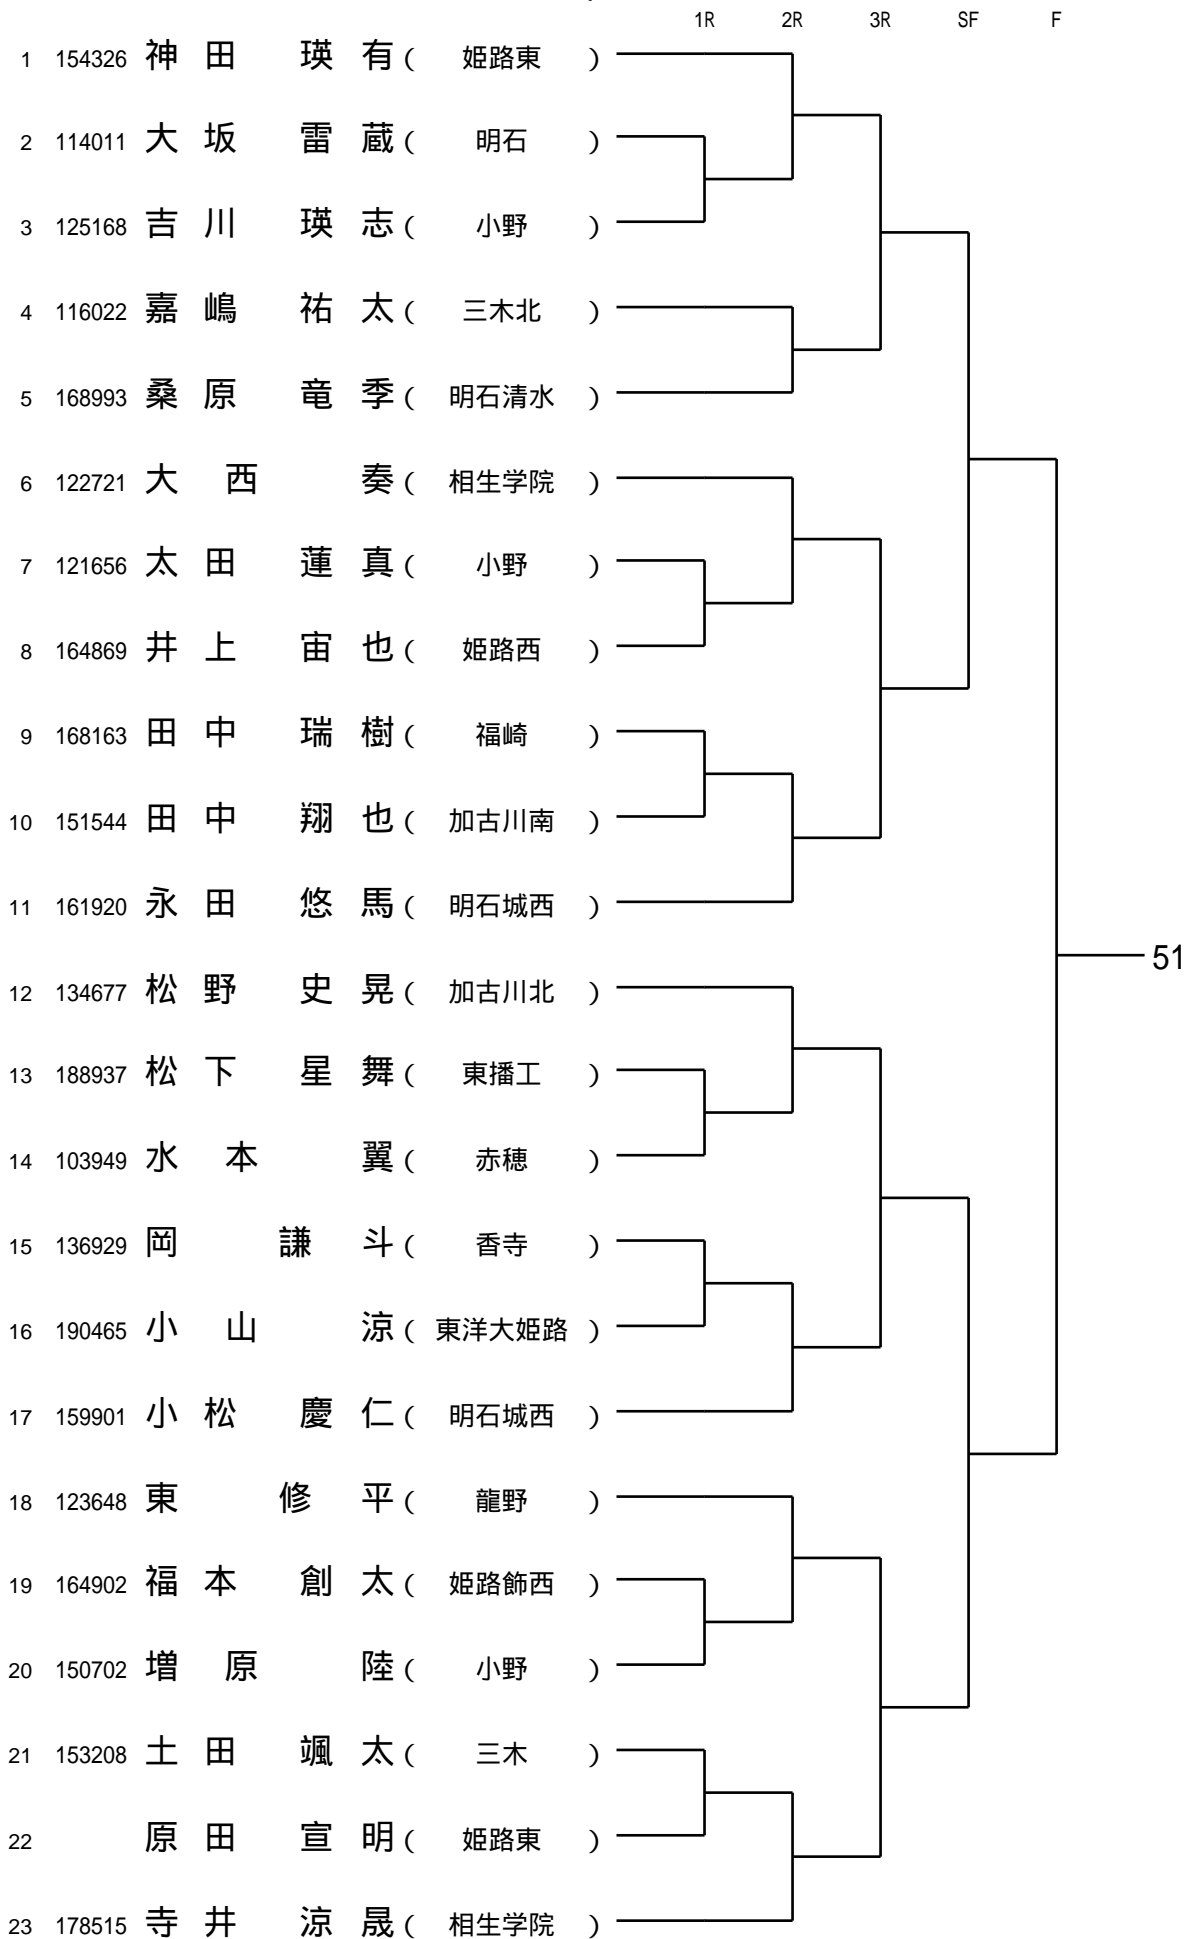 1R 2R 3R SF F
1 154326 神田 瑛有 ( 姫路東 )
2 114011 大坂 雷蔵 ( 明石 )
3 125168 吉川 瑛志 ( 小野 )
4 116022 嘉嶋 祐太 ( 三木北 )
5 168993 桑原 竜季 ( 明石清水 )
6 122721 大西 奏 ( 相生学院 )
7 121656 太田 蓮真 ( 小野 )
8 164869 井上 宙也 ( 姫路西 )
9 168163 田中 瑞樹 ( 福崎 )
10 151544 田中 翔也 ( 加古川南 )
11 161920 永田 悠馬 ( 明石城西 )
51
12 134677 松野 史晃 ( 加古川北 )
13 188937 松下 星舞 ( 東播工 )
14 103949 水本 翼 ( 赤穂 )
15 136929 岡 謙斗 ( 香寺 )
16 190465 小山 涼 ( 東洋大姫路 )
17 159901 小松 慶仁 ( 明石城西 )
18 123648 東 修平 ( 龍野 )
19 164902 福本 創太 ( 姫路飾西 )
20 150702 増原 陸 ( 小野 )
21 153208 土田 颯太 ( 三木 )
22 原田 宣明 ( 姫路東 )
23 178515 寺井 涼晟 ( 相生学院 )